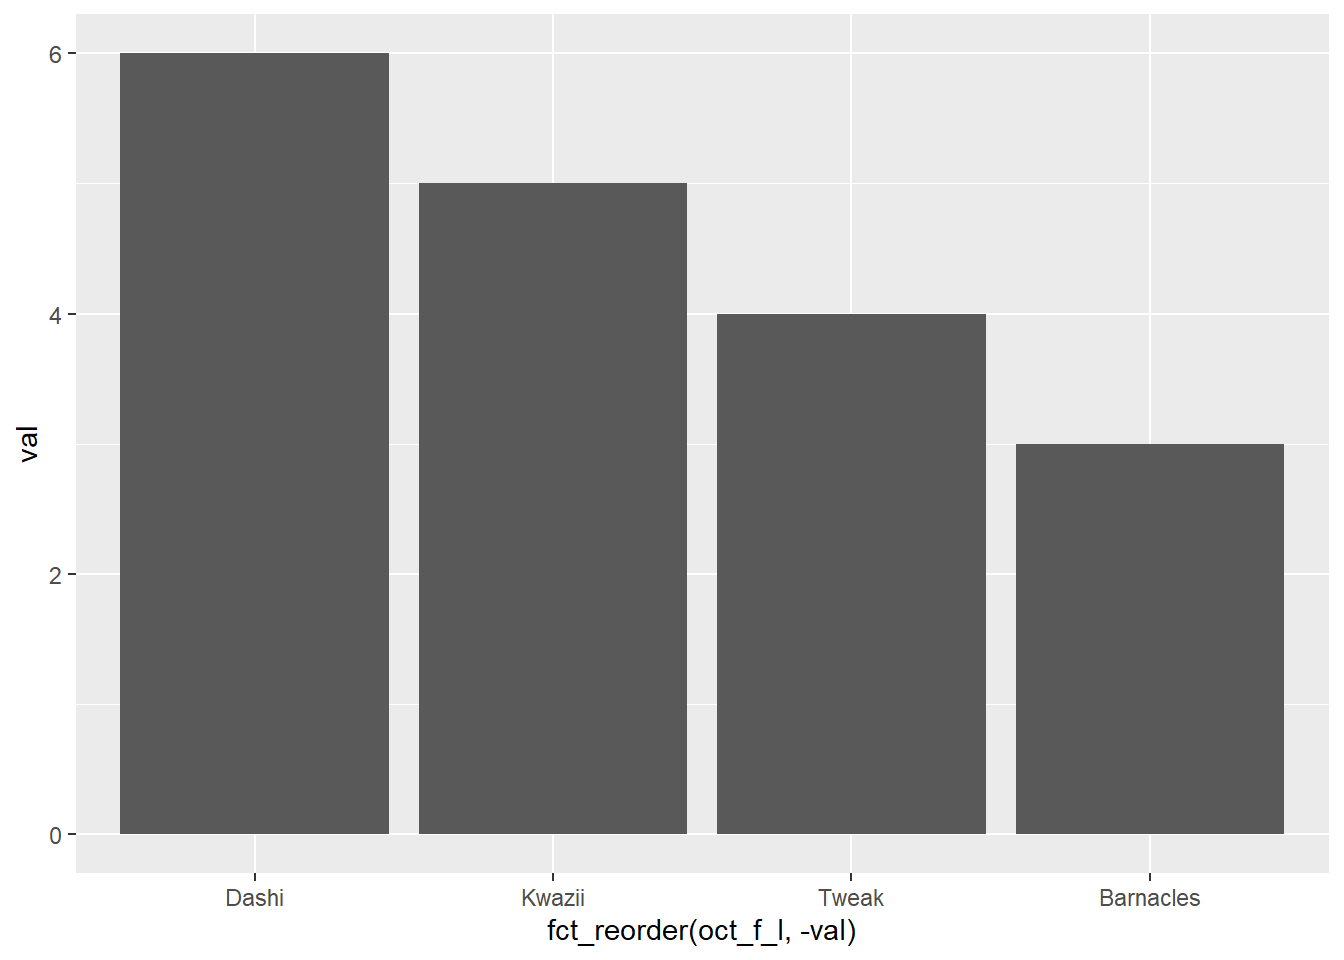 6
4
2
0
val
Dashi Kwazii Tweak Barnacles
fct_reorder(oct_f_l, -val)